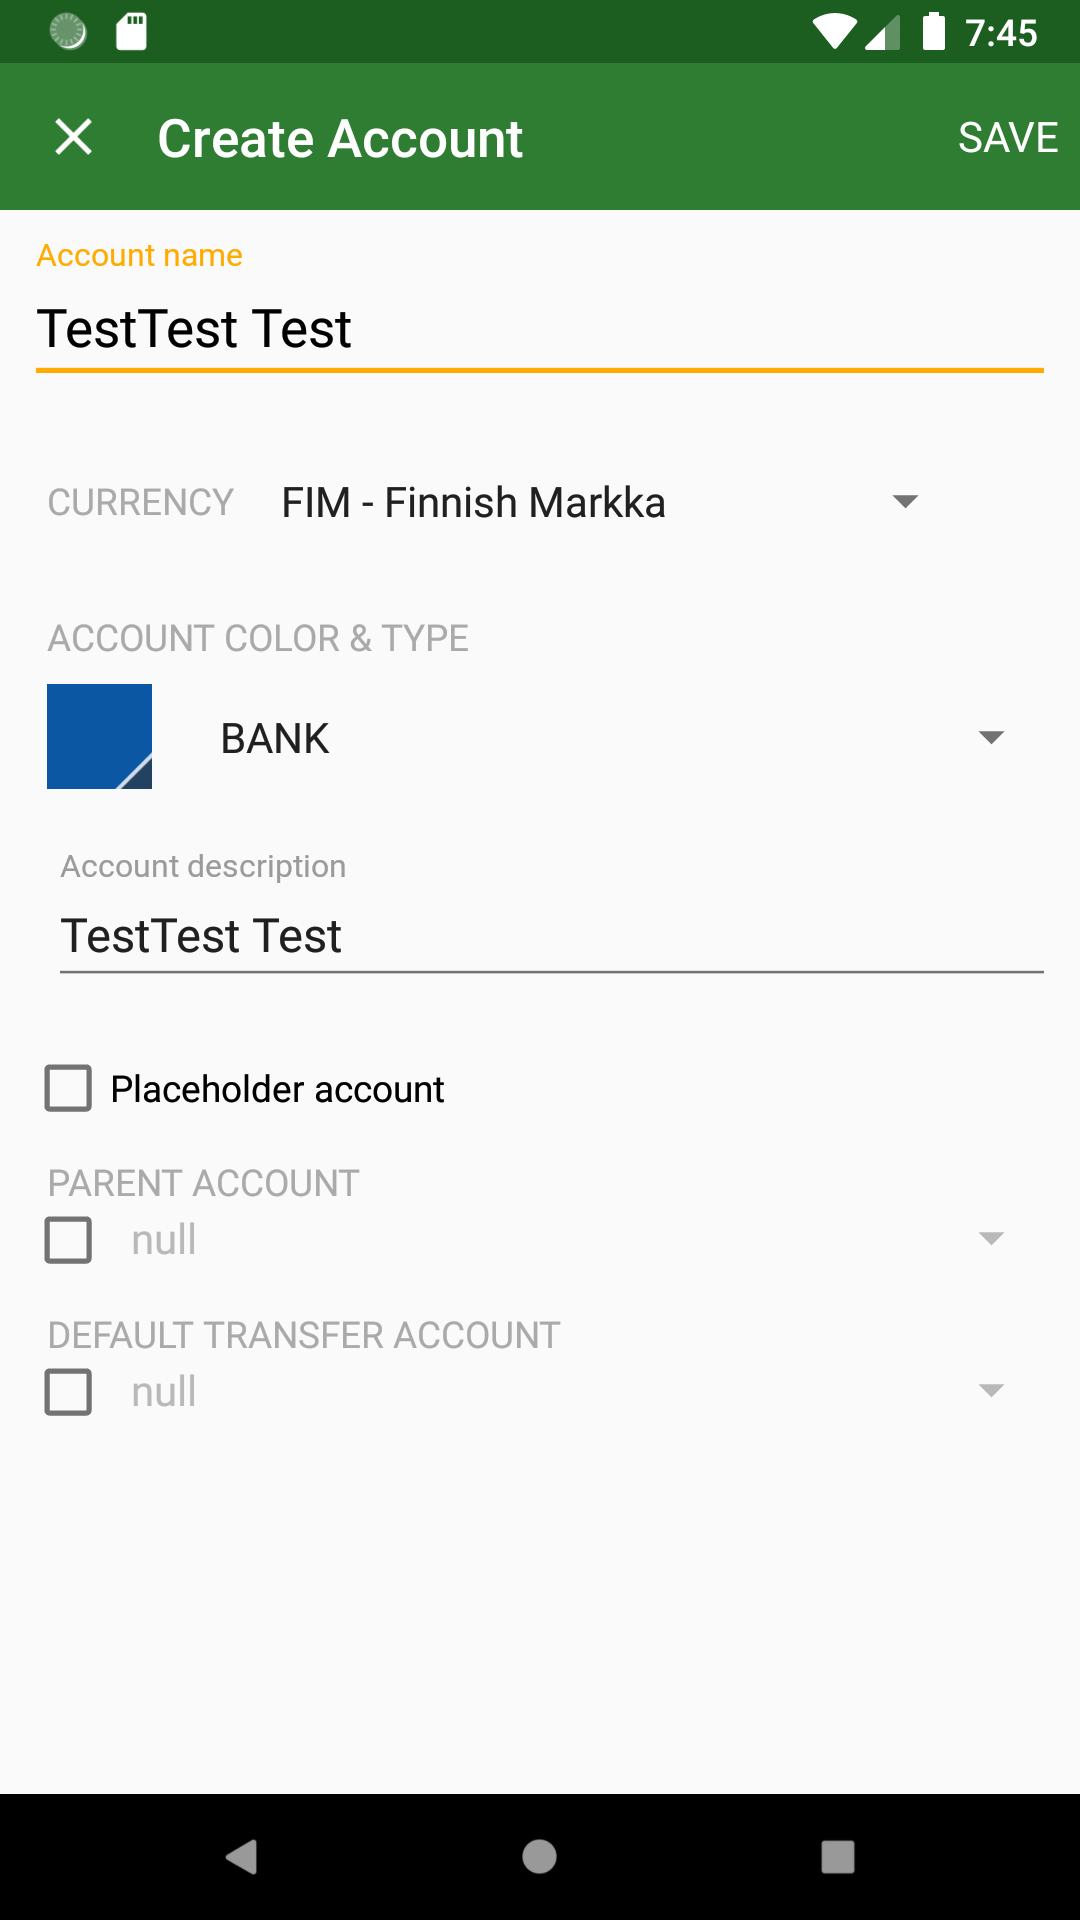 7:45
Create Account
SAVE
Account name
TestTest Test
CURRENCY FIM - Finnish Markka
ACCOUNT COLOR & TYPE
BANK
Account description
TestTest Test
Placeholder account
PARENT ACCOUNT
null
DEFAULT TRANSFER ACCOUNT
null